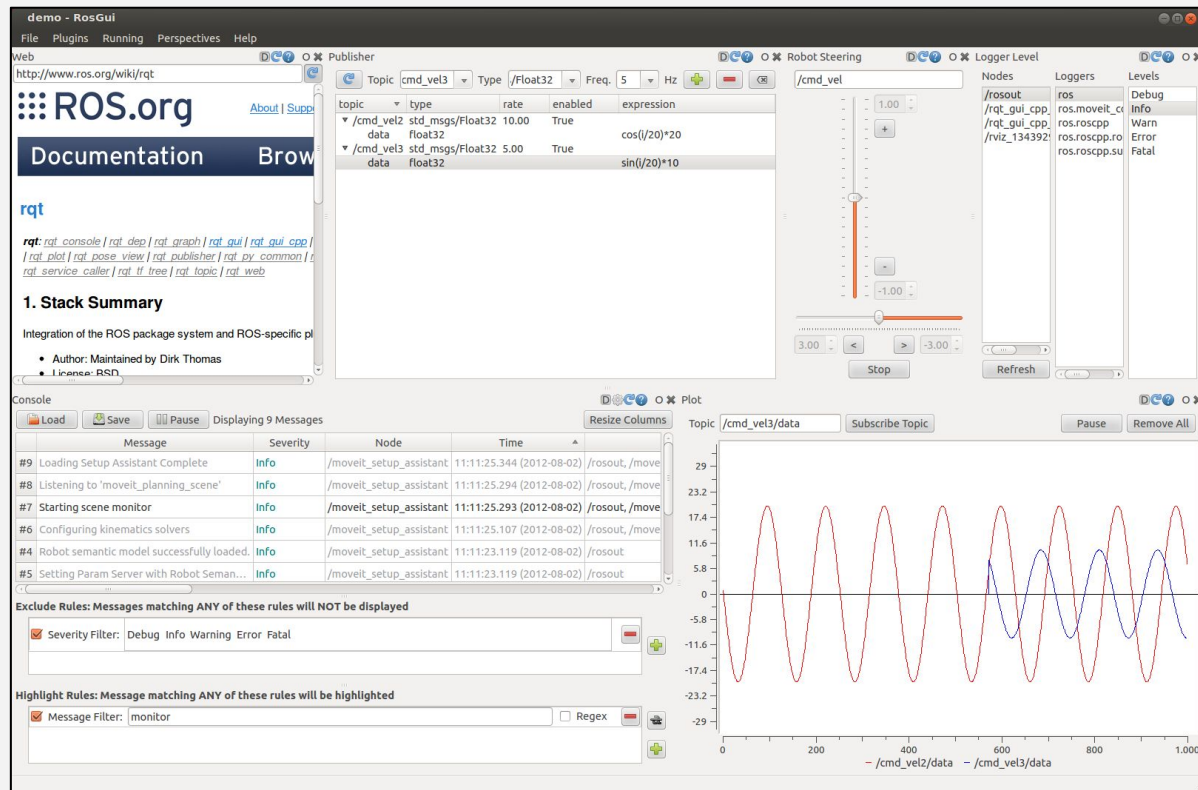 demo - RosGui
File Plugins Running Perspectives Help
Web
D O
http://www.ros.org/wiki/rqt
ROS.org
About | Suppo
Documentation Brow
rqt
rqt: rqt_console | rqt_dep | rqt_graph | rqt_gui | rqt_gui_cpp |
| rqt_plot | rqt_pose_view | rqt_publisher | rqt_py_common |
rqt_service_caller | rqt_tf_tree | rqt_topic | rqt_web
1. Stack Summary
Integration of the ROS package system and ROS-specific pl
• Author: Maintained by Dirk Thomas
• License: BSD
Publisher
D O
Topic cmd_vel3 Type /Float32 Freq. 5 Hz
topic type rate enabled expression
/cmd_vel2 std_msgs/Float32 10.00 True
data float32 cos(i/20)*20
/cmd_vel3 std_msgs/Float32 5.00 True
data float32 sin(i/20)*10
Robot Steering
D O
/cmd_vel
1.00
+
-
-1.00
3.00 < > -3.00
Stop
Logger Level
D O
Nodes Loggers Levels
/rosout ros Debug
/rqt_gui_cpp_ ros.moveit_co Info
/rqt_gui_cpp_ ros.roscpp Warn
/rviz_1343929 ros.roscpp.ro Error
ros.roscpp.su Fatal
Refresh
Console
D O
Load Save Pause Displaying 9 Messages Resize Columns
Message Severity Node Time
#9 Loading Setup Assistant Complete Info /moveit_setup_assistant 11:11:25.344 (2012-08-02) /rosout, /move
#8 Listening to 'moveit_planning_scene' Info /moveit_setup_assistant 11:11:25.294 (2012-08-02) /rosout, /move
#7 Starting scene monitor Info /moveit_setup_assistant 11:11:25.293 (2012-08-02) /rosout, /move
#6 Configuring kinematics solvers Info /moveit_setup_assistant 11:11:25.107 (2012-08-02) /rosout, /move
#4 Robot semantic model successfully loaded. Info /moveit_setup_assistant 11:11:23.119 (2012-08-02) /rosout
#5 Setting Param Server with Robot Seman... Info /moveit_setup_assistant 11:11:23.119 (2012-08-02) /rosout
Exclude Rules: Messages matching ANY of these rules will NOT be displayed
Severity Filter: Debug Info Warning Error Fatal
Highlight Rules: Message matching ANY of these rules will be highlighted
Message Filter: monitor Regex
Plot
D O
Topic /cmd_vel3/data Subscribe Topic Pause Remove All
29
23.2
17.4
11.6
5.8
0
-5.8
-11.6
-17.4
-23.2
-29
0 200 400 600 800 1.000
/cmd_vel2/data /cmd_vel3/data